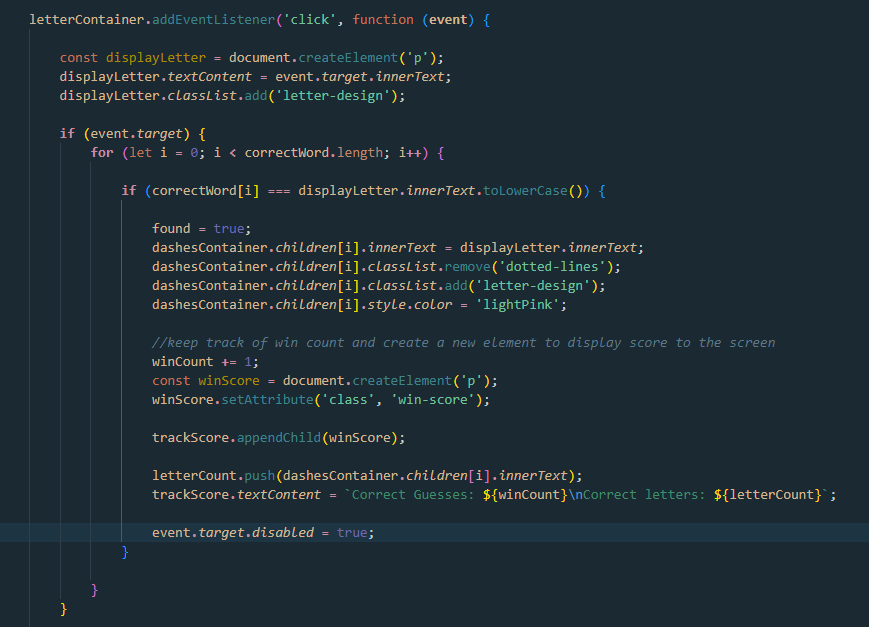 letterContainer.addEventListener('click', function (event) {
const displayLetter = document.createElement('p');
displayLetter.textContent = event.target.innerText;
displayLetter.classList.add('letter-design');
if (event.target) {
for (let i = 0; i < correctWord.length; i++) {
if (correctWord[i] === displayLetter.innerText.toLowerCase()) {
found = true;
dashesContainer.children[i].innerText = displayLetter.innerText;
dashesContainer.children[i].classList.remove('dotted-lines');
dashesContainer.children[i].classList.add('letter-design');
dashesContainer.children[i].style.color = 'lightPink';
//keep track of win count and create a new element to display score to the screen
winCount += 1;
const winScore = document.createElement('p');
winScore.setAttribute('class', 'win-score');
trackScore.appendChild(winScore);
letterCount.push(dashesContainer.children[i].innerText);
trackScore.textContent = `Correct Guesses: ${winCount}\nCorrect letters: ${letterCount}`;
event.target.disabled = true;
}
}
}